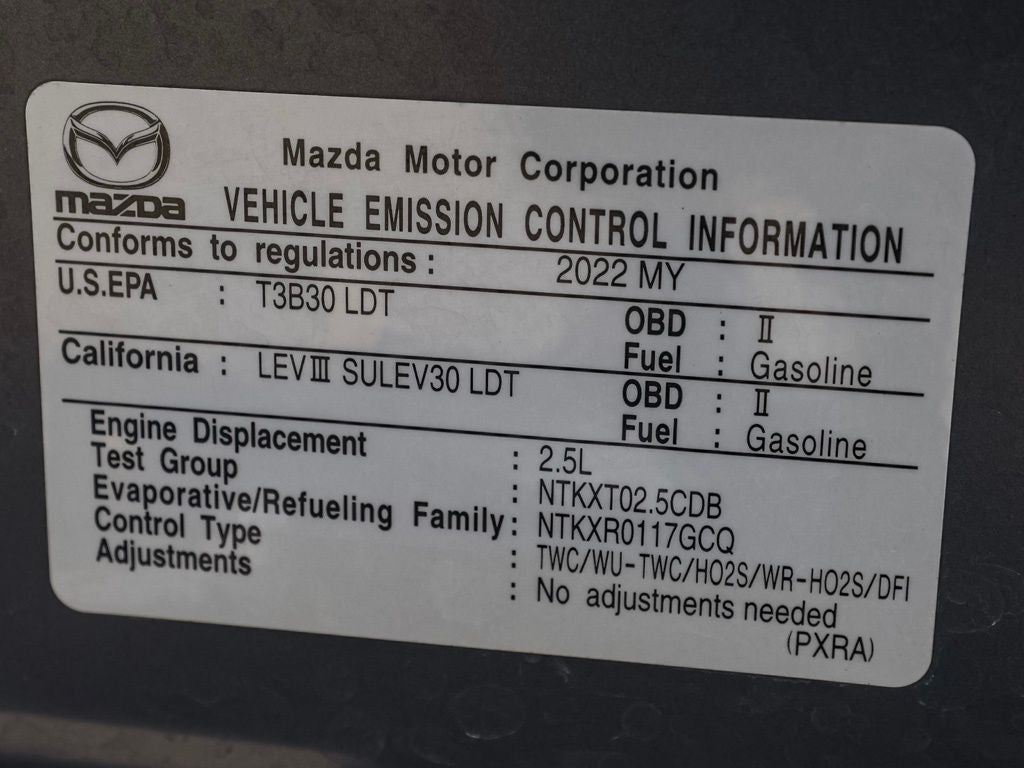 Mazda Motor Corporation
mazda VEHICLE EMISSION CONTROL INFORMATION
Conforms to regulations : 2022 MY
U.S.EPA : T3B30 LDT OBD : II
Fuel : Gasoline
California : LEVIII SULEV30 LDT OBD : II
Fuel : Gasoline
Engine Displacement : 2.5L
Test Group : NTKXT02.5CDB
Evaporative/Refueling Family : NTKXR0117GCQ
Control Type : TWC/WU-TWC/HO2S/WR-HO2S/DFI
Adjustments : No adjustments needed
(PXRA)